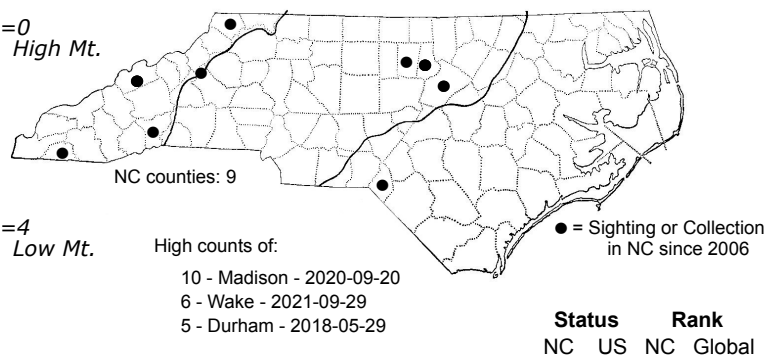 =0
High Mt.
NC counties: 9
=4
Low Mt.
High counts of:
10 - Madison - 2020-09-20
6 - Wake - 2021-09-29
5 - Durham - 2018-05-29
● = Sighting or Collection
in NC since 2006
Status Rank
NC US NC Global